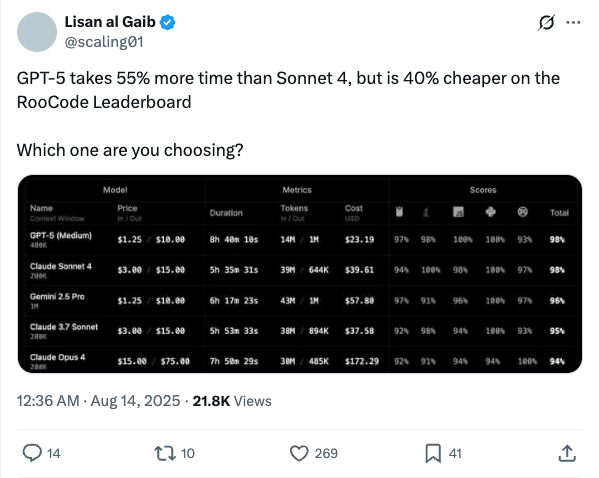 Lisan al Gaib
@scaling01
GPT-5 takes 55% more time than Sonnet 4, but is 40% cheaper on the
RooCode Leaderboard
Which one are you choosing?
Model Metrics Scores
Name Price Duration Tokens Cost Total
Context Window In / Out In / Out USD
GPT-5 (Medium) $1.25 / $10.00 8h 40m 10s 14M / 1M $23.19 97% 98% 100% 100% 93% 98%
400K
Claude Sonnet 4 $3.00 / $15.00 5h 35m 31s 39M / 644K $39.61 94% 100% 98% 100% 97% 98%
200K
Gemini 2.5 Pro $1.25 / $10.00 6h 17m 23s 43M / 1M $57.80 97% 91% 96% 100% 97% 96%
1M
Claude 3.7 Sonnet $3.00 / $15.00 5h 53m 33s 38M / 894K $37.58 92% 98% 94% 100% 93% 95%
200K
Claude Opus 4 $15.00 / $75.00 7h 50m 29s 30M / 485K $172.29 92% 91% 94% 94% 100% 94%
200K
12:36 AM · Aug 14, 2025 · 21.8K Views
14 10 269 41